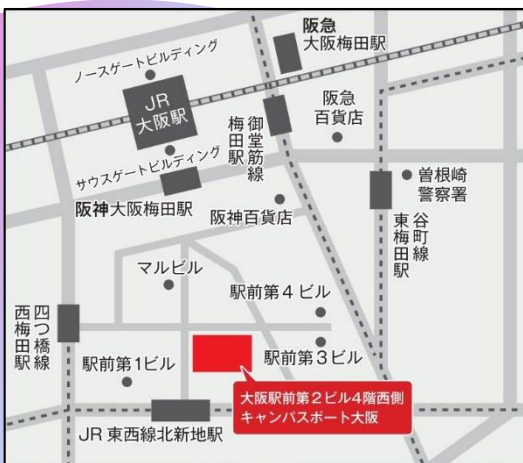 阪急
大阪梅田駅
ノースゲートビルディング
JR
大阪駅
御堂筋線
梅田駅
阪急
百貨店
サウスゲートビルディング
阪神大阪梅田駅
曽根崎
警察署
阪神百貨店
谷町線
東梅田駅
マルビル
駅前第4ビル
四つ橋線
西梅田駅
駅前第1ビル
駅前第3ビル
大阪駅前第2ビル4階西側
キャンパスポート大阪
JR 東西線北新地駅